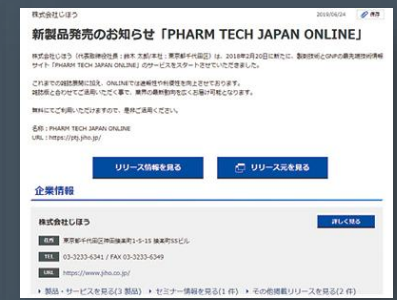 株式会社じほう
2019/06/24
保存
新製品発売のお知らせ「PHARM TECH JAPAN ONLINE」
株式会社じほう（代表取締役社長：鈴木 太郎/本社：東京都千代田区）は、2018年2月20日に新たに、製剤技術とGMPの最先端技術情報
サイト「PHARM TECH JAPAN ONLINE」のサービスをスタートさせていただきました。
これまでの雑誌展開に加え、ONLINEでは速報性や利便性を向上させております。
雑誌版と合わせてご活用いただく事で、業界の最新動向を広くお届け可能となります。
無料にてご利用いただけますので、是非ご活用ください。
名称：PHARM TECH JAPAN ONLINE
URL：https://ptj.jiho.jp/
リリース情報を見る
リリース元を見る
企業情報
株式会社じほう
詳しく見る
住所 東京都千代田区神田猿楽町1-5-15 猿楽町SSビル
TEL 03-3233-6341 / FAX 03-3233-6349
URL https://www.jiho.co.jp/
製品・サービスを見る(3 製品) セミナー情報を見る(1 件) その他掲載リリースを見る(2 件)